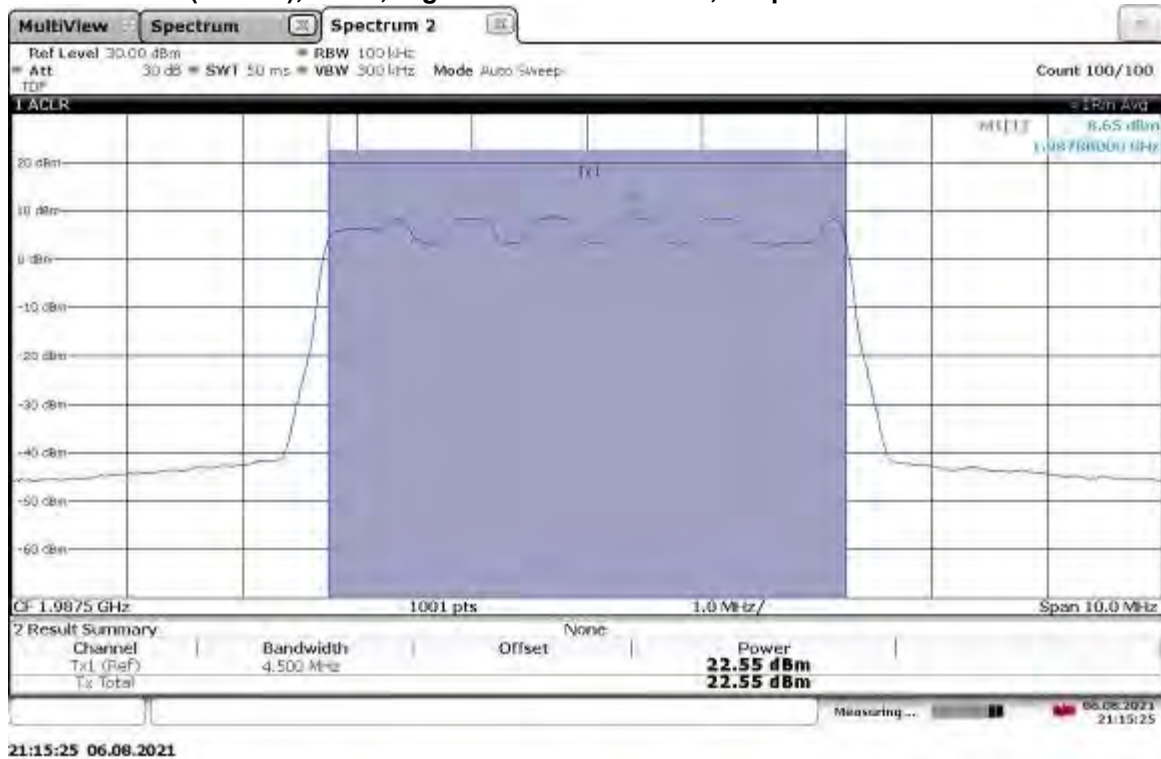 MultiView Spectrum Spectrum 2
Ref Level 30.00 dBm RBW 100 kHz
Att 30 dB SWT 50 ms VBW 300 kHz Mode Auto Sweep Count 100/100
TDF
1 ACLR 1Rm Avg
M1[1] 8.65 dBm
1.98788000 GHz
Tx1
20 dBm
10 dBm
0 dBm
-10 dBm
-20 dBm
-30 dBm
-40 dBm
-50 dBm
-60 dBm
CF 1.9875 GHz 1001 pts 1.0 MHz/ Span 10.0 MHz
2 Result Summary None
Channel Bandwidth Offset Power
Tx1 (Ref) 4.500 MHz 22.55 dBm
Tx Total 22.55 dBm
Measuring... 06.08.2021
21:15:25
21:15:25 06.08.2021